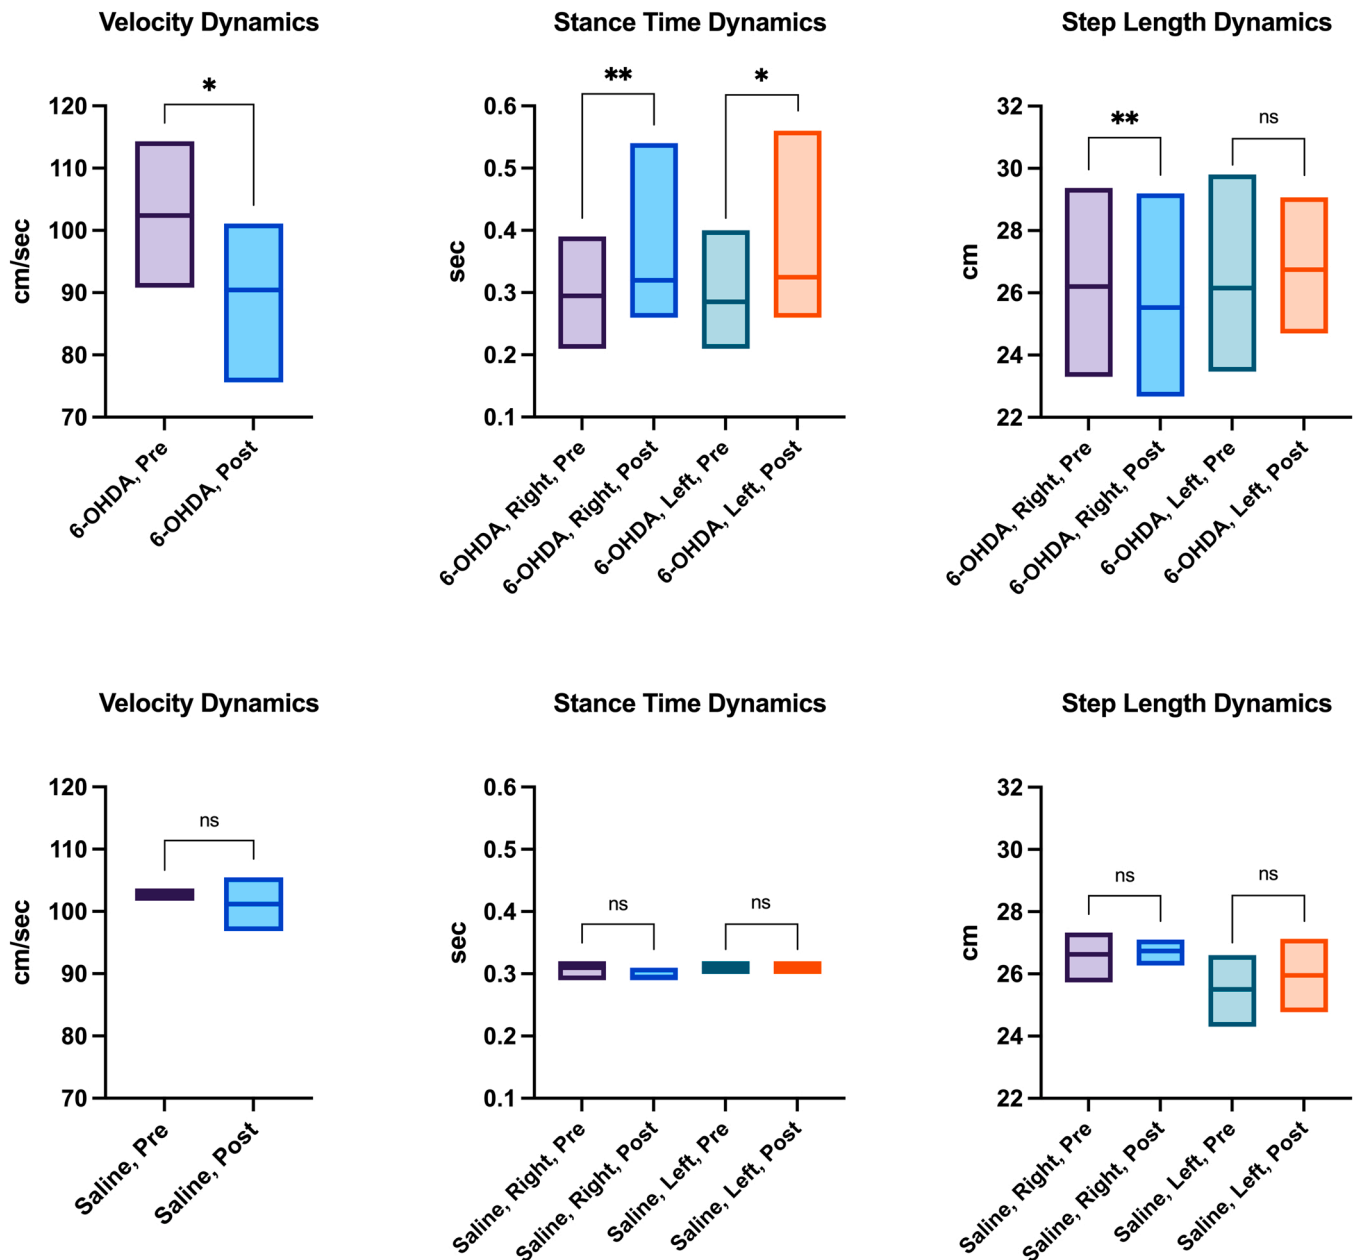 Velocity Dynamics
*
cm/sec
120
110
100
90
80
70
6-OHDA, Pre
6-OHDA, Post
Stance Time Dynamics
**
*
sec
0.6
0.5
0.4
0.3
0.2
0.1
6-OHDA, Right, Pre
6-OHDA, Right, Post
6-OHDA, Left, Pre
6-OHDA, Left, Post
Step Length Dynamics
**
ns
cm
32
30
28
26
24
22
6-OHDA, Right, Pre
6-OHDA, Right, Post
6-OHDA, Left, Pre
6-OHDA, Left, Post
Velocity Dynamics
ns
cm/sec
120
110
100
90
80
70
Saline, Pre
Saline, Post
Stance Time Dynamics
ns
ns
sec
0.6
0.5
0.4
0.3
0.2
0.1
Saline, Right, Pre
Saline, Right, Post
Saline, Left, Pre
Saline, Left, Post
Step Length Dynamics
ns
ns
cm
32
30
28
26
24
22
Saline, Right, Pre
Saline, Right, Post
Saline, Left, Pre
Saline, Left, Post